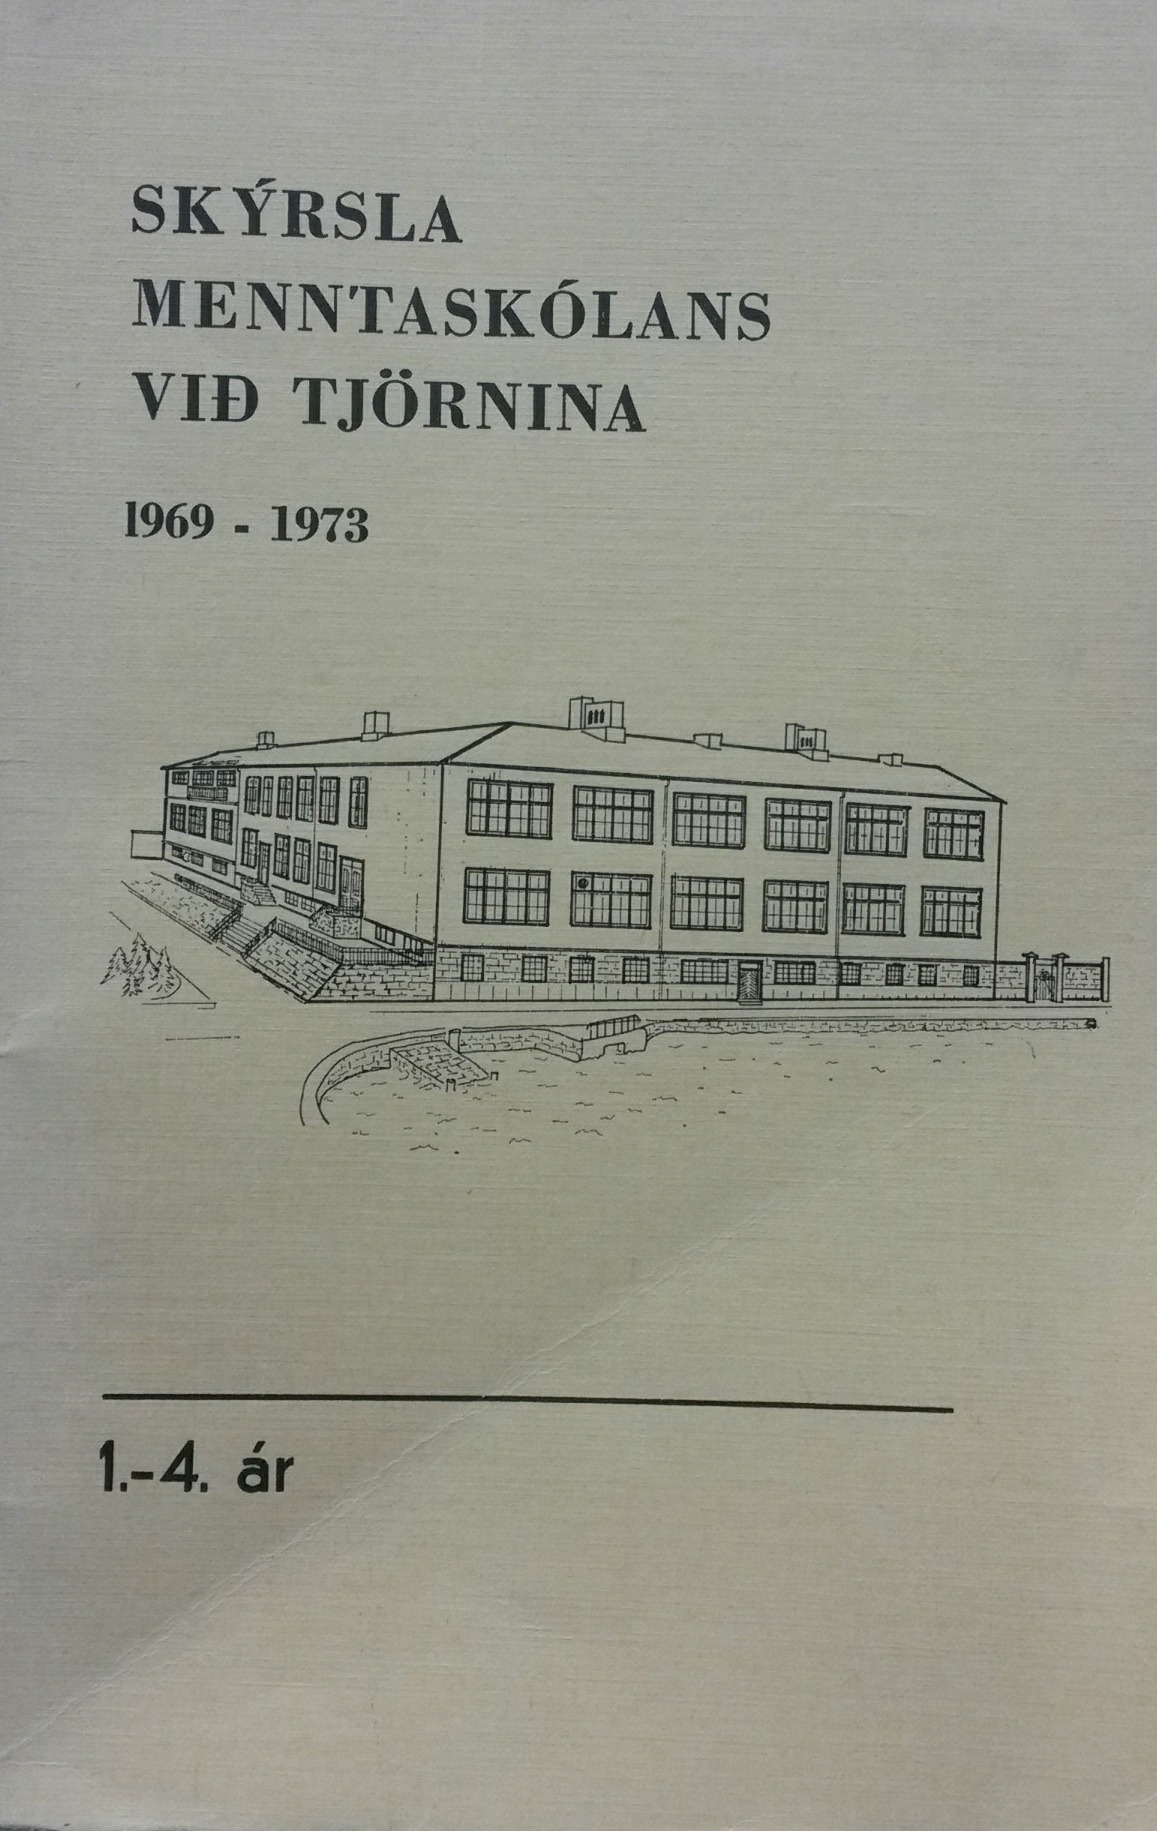 SKÝRSLA
MENNTASKÓLANS
VIÐ TJÖRNINA
1969 - 1973
1.-4. ár